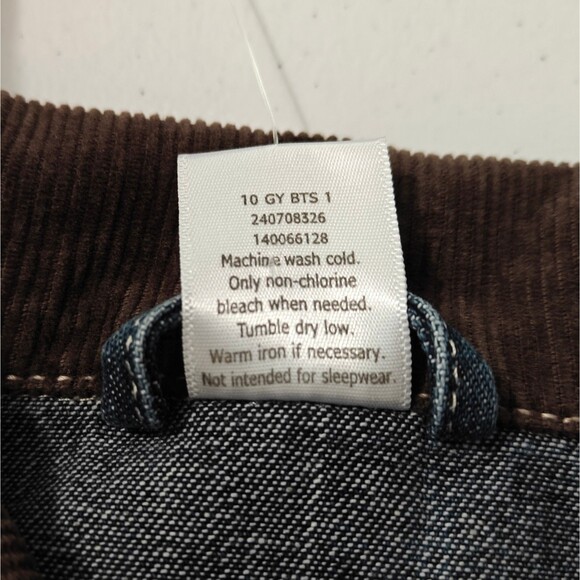 10 GY BTS 1
240708326
140066128
Machine wash cold.
Only non-chlorine
bleach when needed.
Tumble dry low.
Warm iron if necessary.
Not intended for sleepwear.